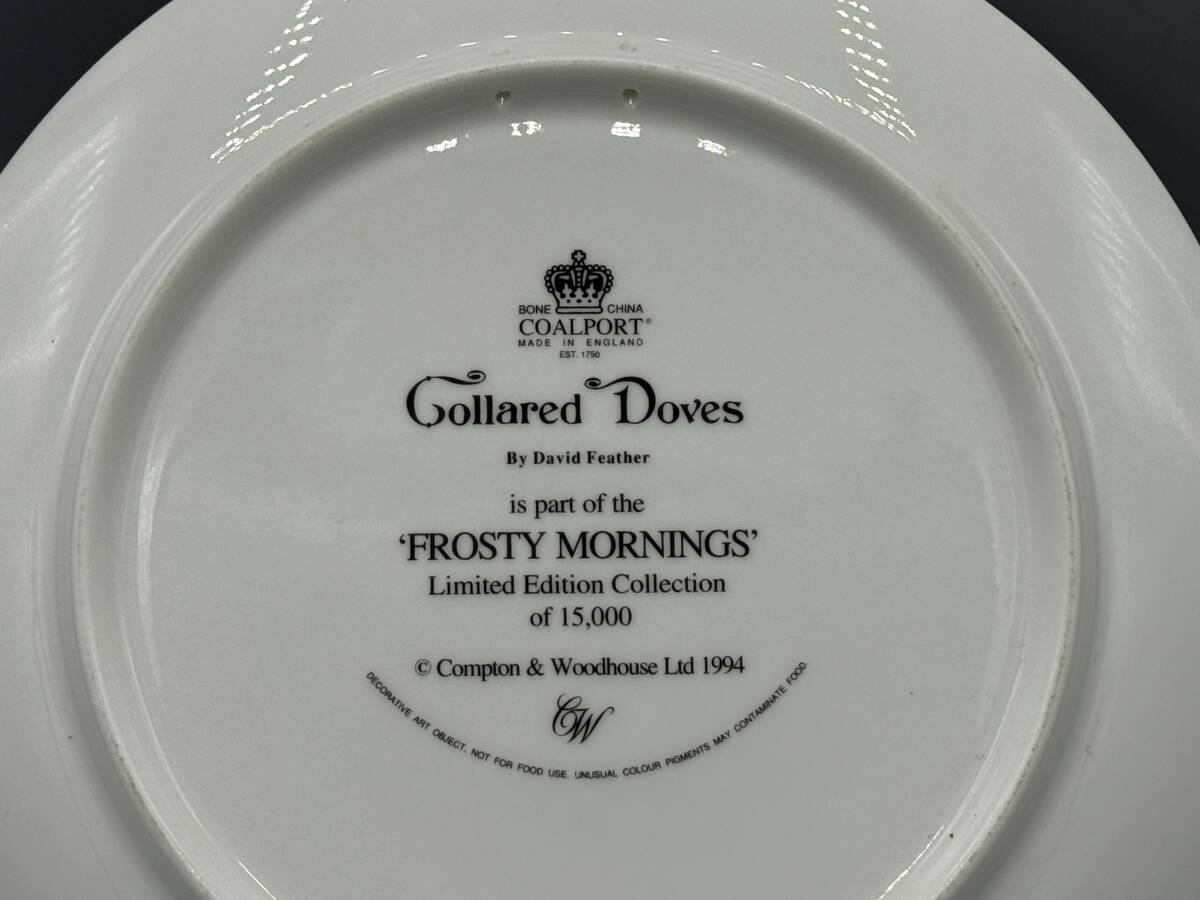 BONE CHINA
COALPORT®
MADE IN ENGLAND
EST. 1750
Collared Doves
By David Feather
is part of the
‘FROSTY MORNINGS’
Limited Edition Collection
of 15,000
© Compton & Woodhouse Ltd 1994
CW
DECORATIVE ART OBJECT, NOT FOR FOOD USE. UNUSUAL COLOUR PIGMENTS MAY CONTAMINATE FOOD.